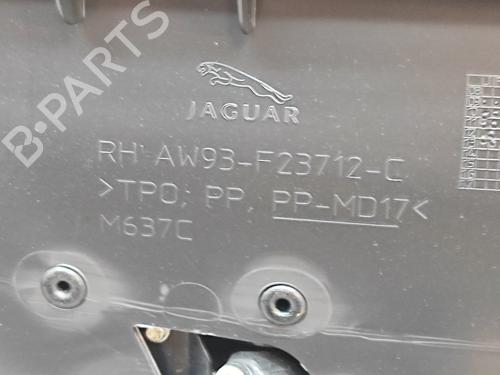 B-PARTS
JAGUAR
RH AW93-F23712-C
>TPO, PP, PP-MD17<
M637C